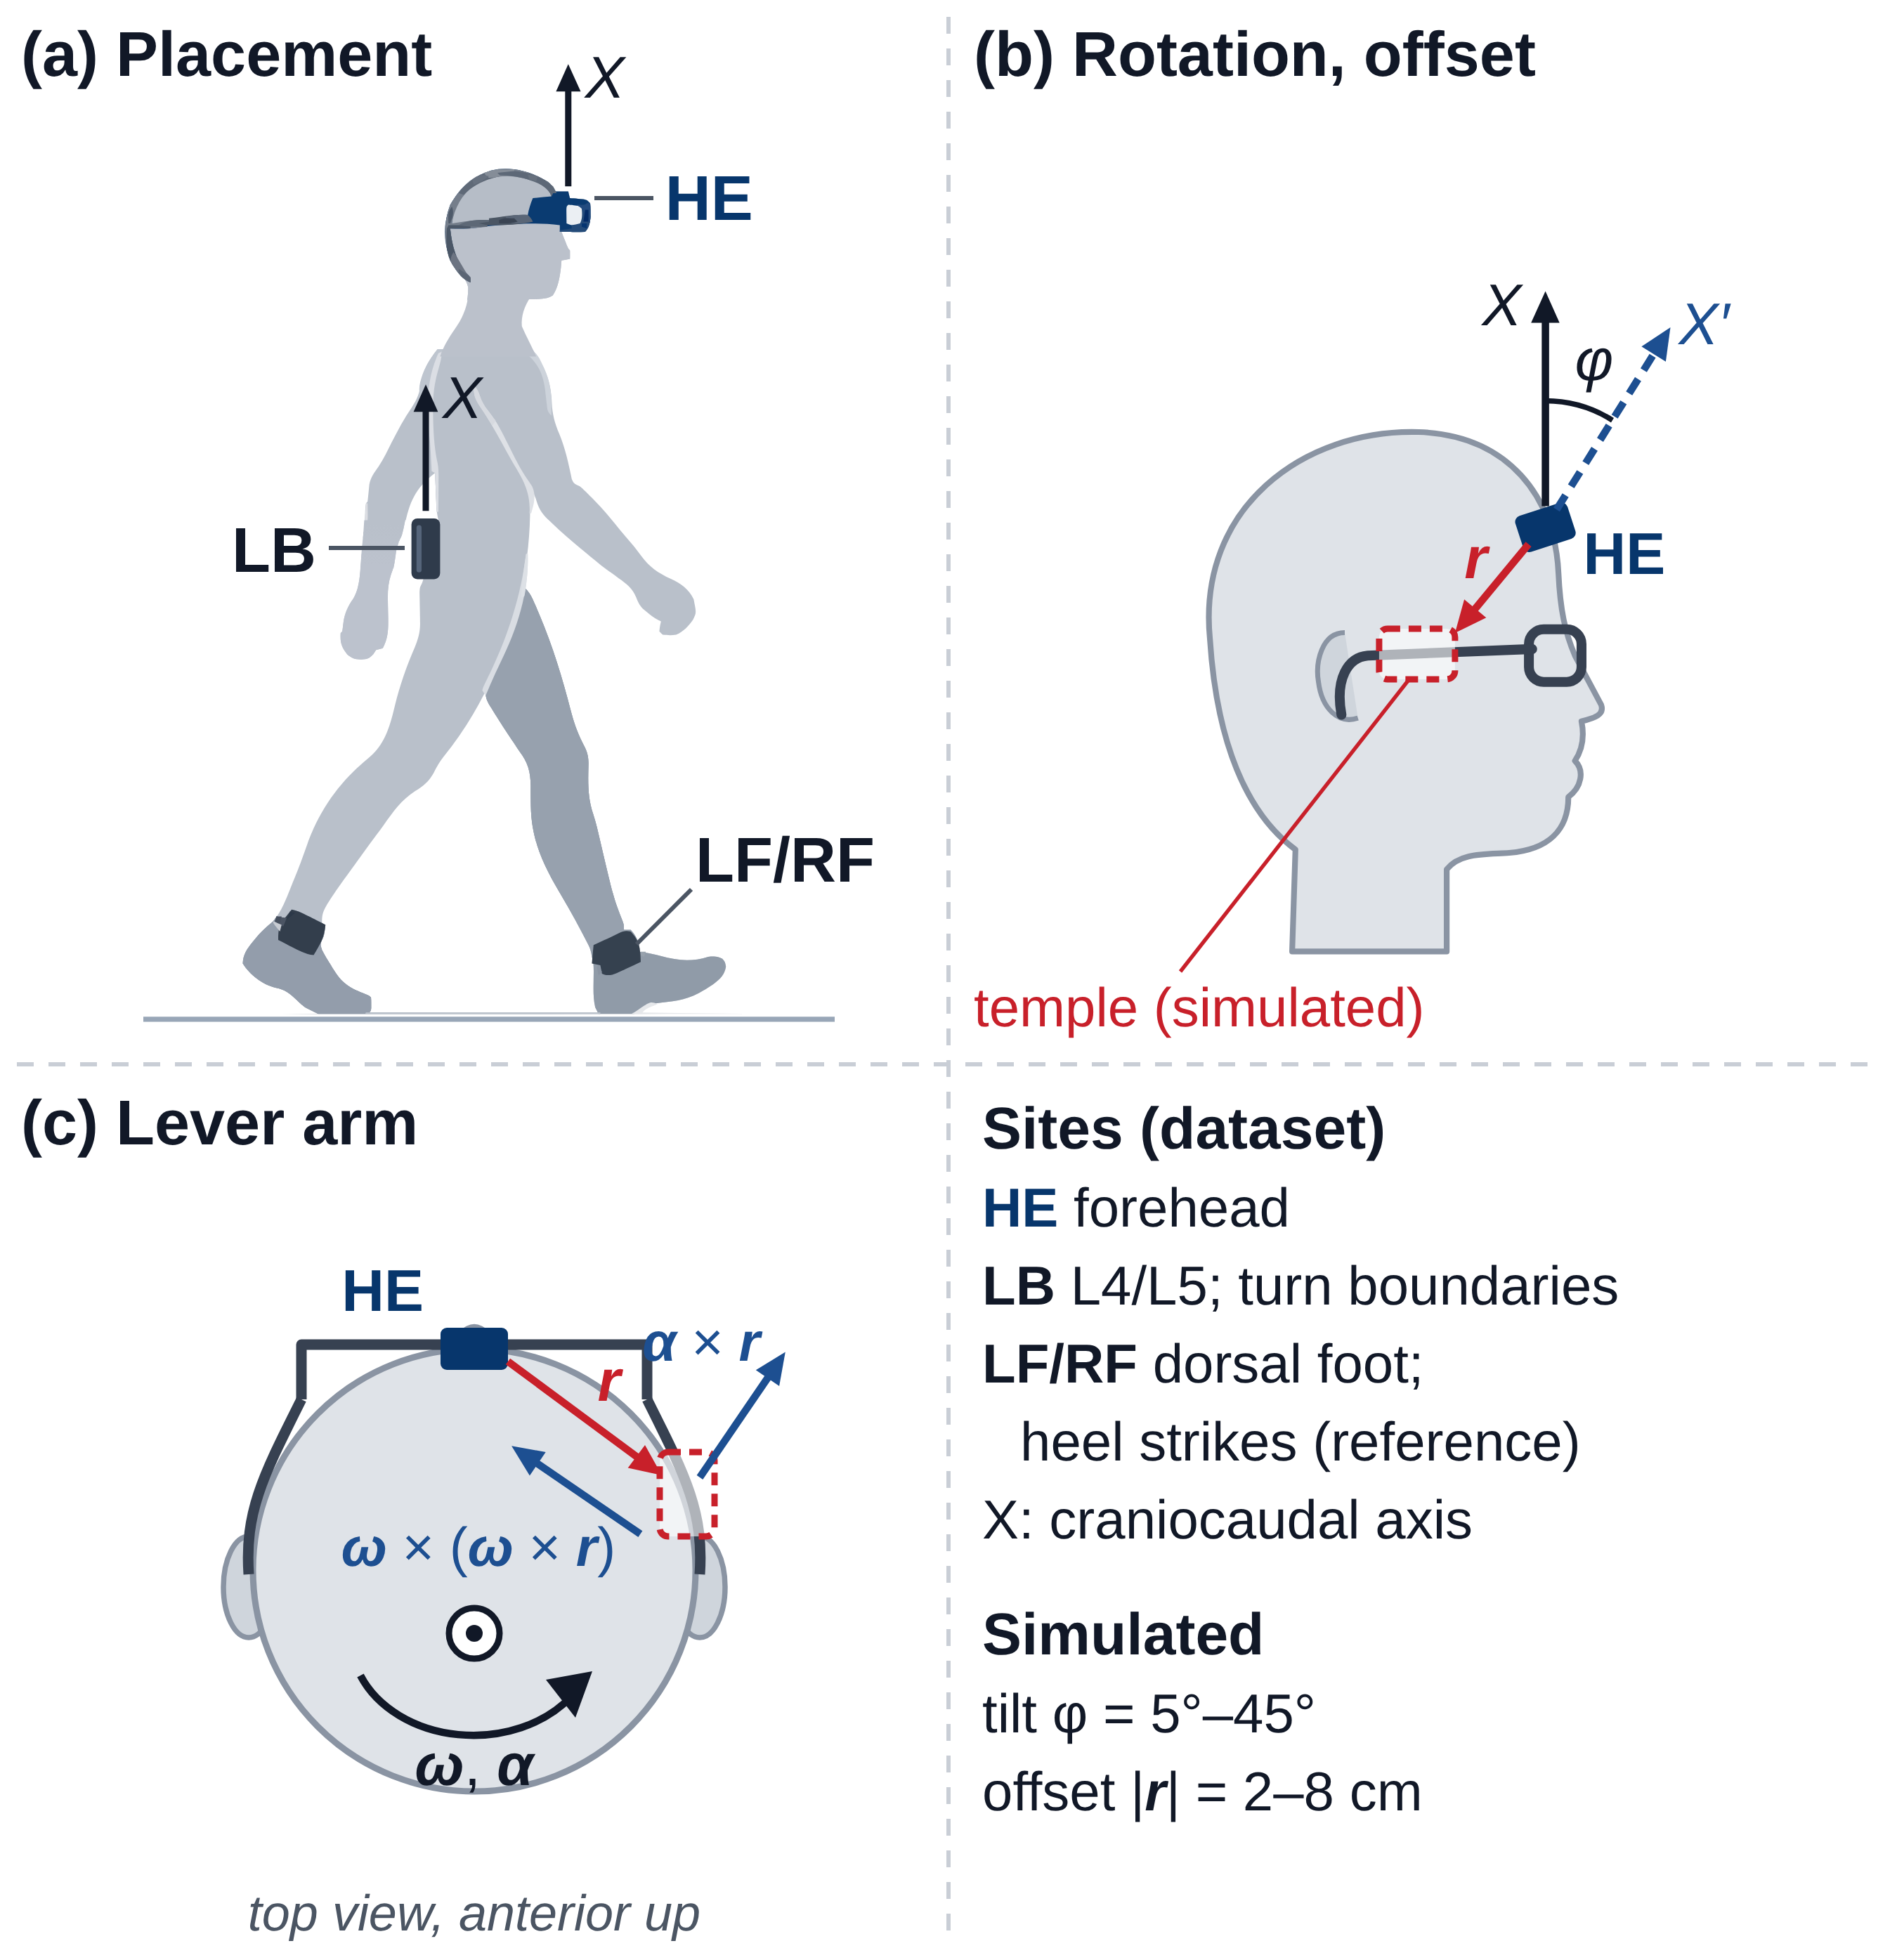 (a) Placement
X
HE
X
LB
LF/RF
(b) Rotation, offset
X
X'
φ
r
HE
temple (simulated)
(c) Lever arm
HE
α × r
r
ω × (ω × r)
ω, α
top view, anterior up
Sites (dataset)
HE forehead
LB L4/L5; turn boundaries
LF/RF dorsal foot;
heel strikes (reference)
X: craniocaudal axis
Simulated
tilt φ = 5°–45°
offset |r| = 2–8 cm